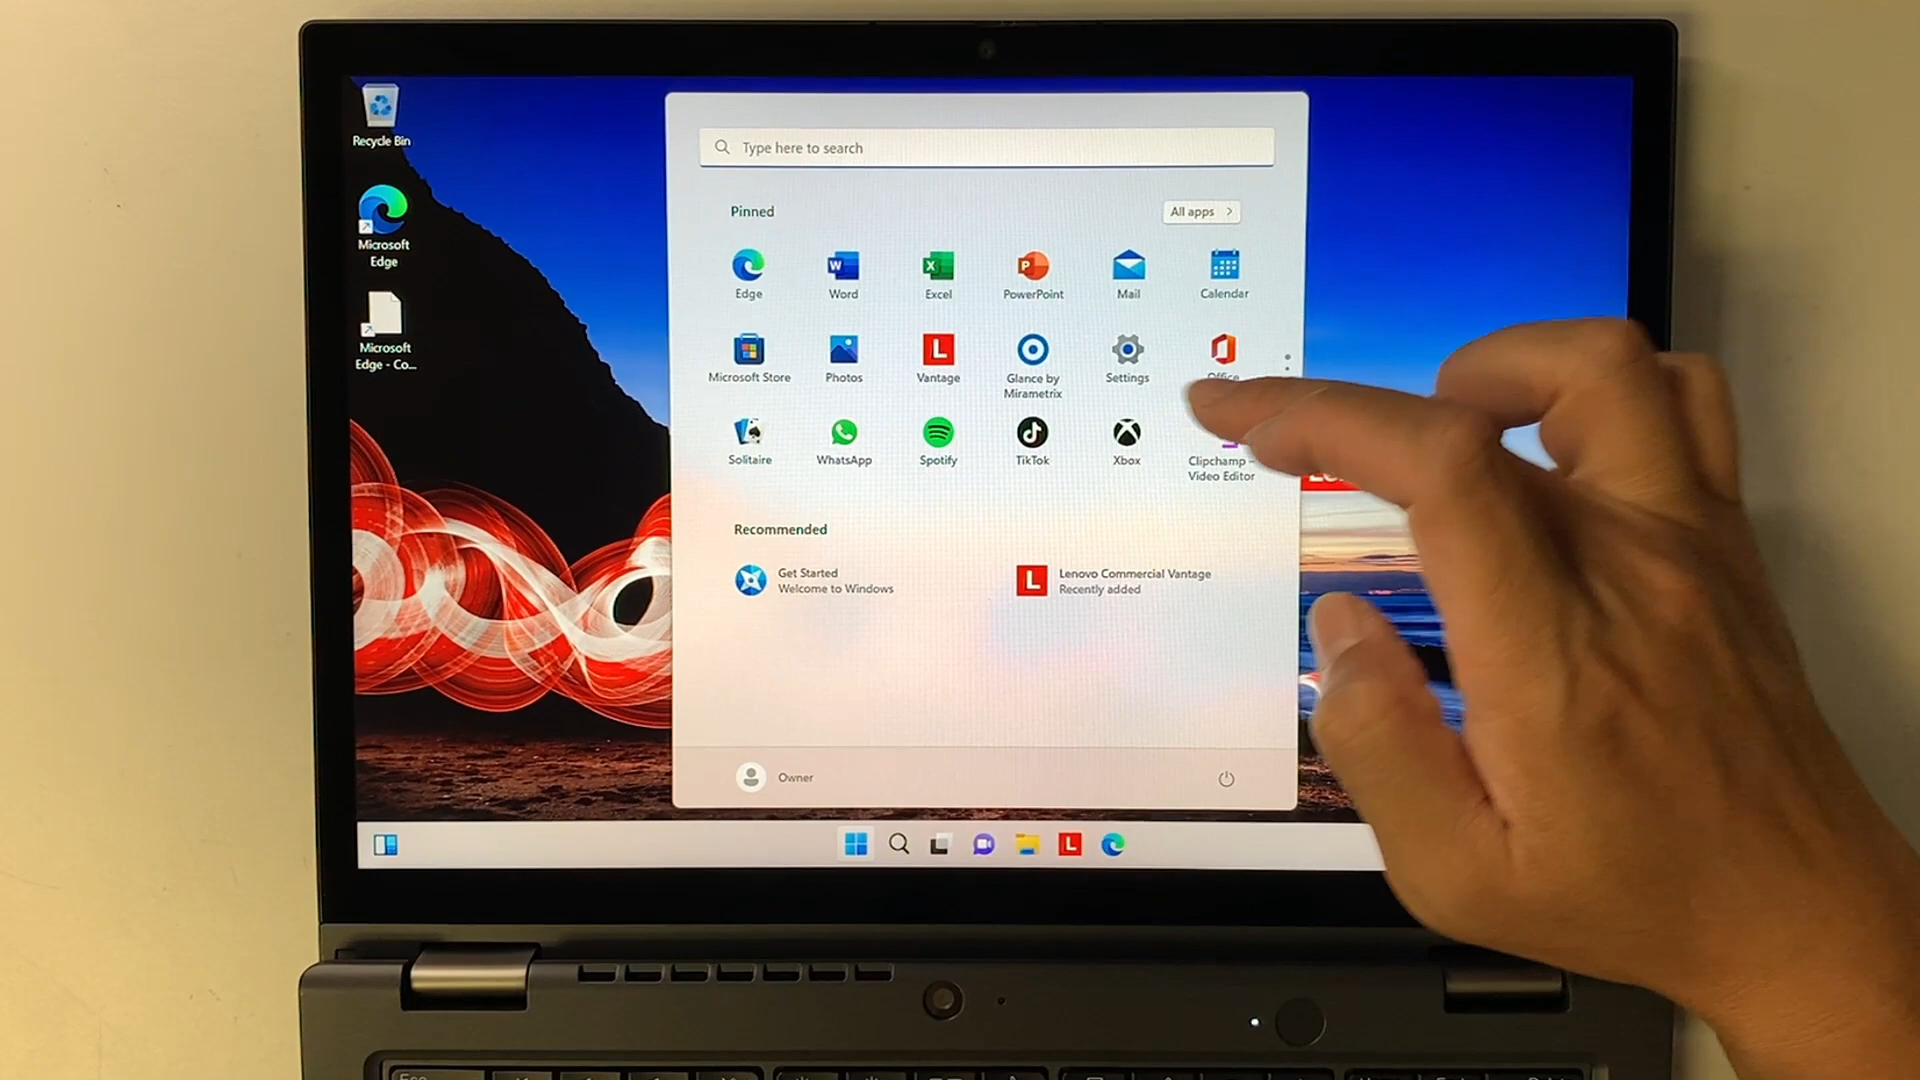 Recycle Bin
Microsoft
Edge
Microsoft
Edge - Co...
Type here to search
Pinned
All apps
Edge
Word
Excel
PowerPoint
Mail
Calendar
Microsoft Store
Photos
Vantage
Glance by
Mirametrix
Settings
Office
Solitaire
WhatsApp
Spotify
TikTok
Xbox
Clipchamp –
Video Editor
Recommended
Get Started
Welcome to Windows
Lenovo Commercial Vantage
Recently added
Owner
Esc